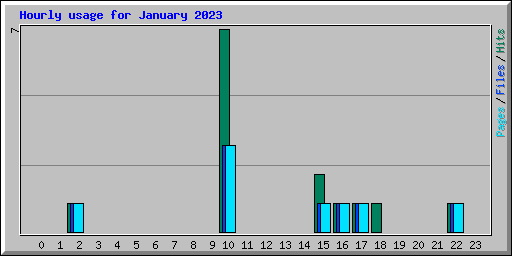 Hourly usage for January 2023
7
Pages/Files/Hits
0 1 2 3 4 5 6 7 8 9 10 11 12 13 14 15 16 17 18 19 20 21 22 23